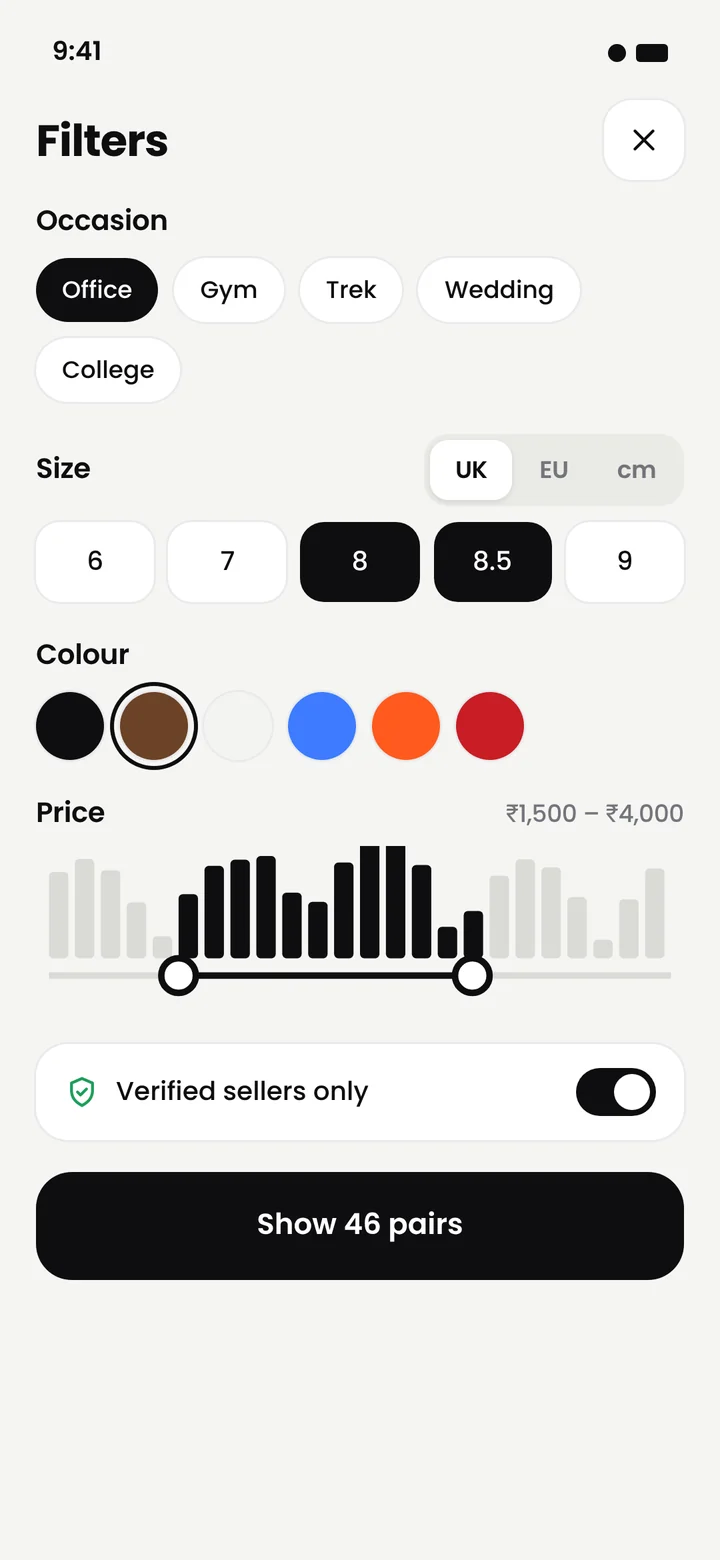 9:41
Filters
Occasion
Office Gym Trek Wedding
College
Size UK EU cm
6 7 8 8.5 9
Colour
Price ₹1,500 – ₹4,000
Verified sellers only
Show 46 pairs